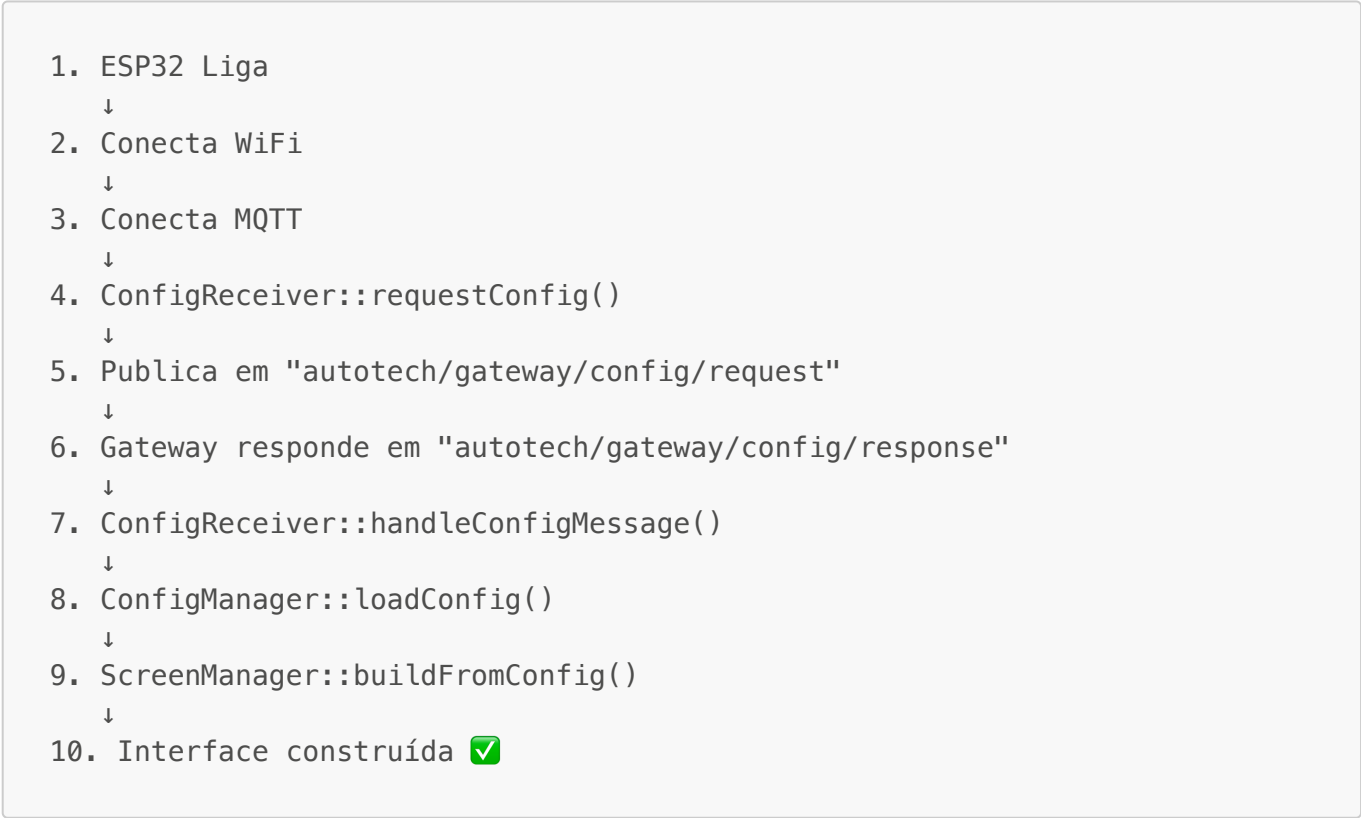 1. ESP32 Liga
↓
2. Conecta WiFi
↓
3. Conecta MQTT
↓
4. ConfigReceiver::requestConfig()
↓
5. Publica em "autotech/gateway/config/request"
↓
6. Gateway responde em "autotech/gateway/config/response"
↓
7. ConfigReceiver::handleConfigMessage()
↓
8. ConfigManager::loadConfig()
↓
9. ScreenManager::buildFromConfig()
↓
10. Interface construída ✅